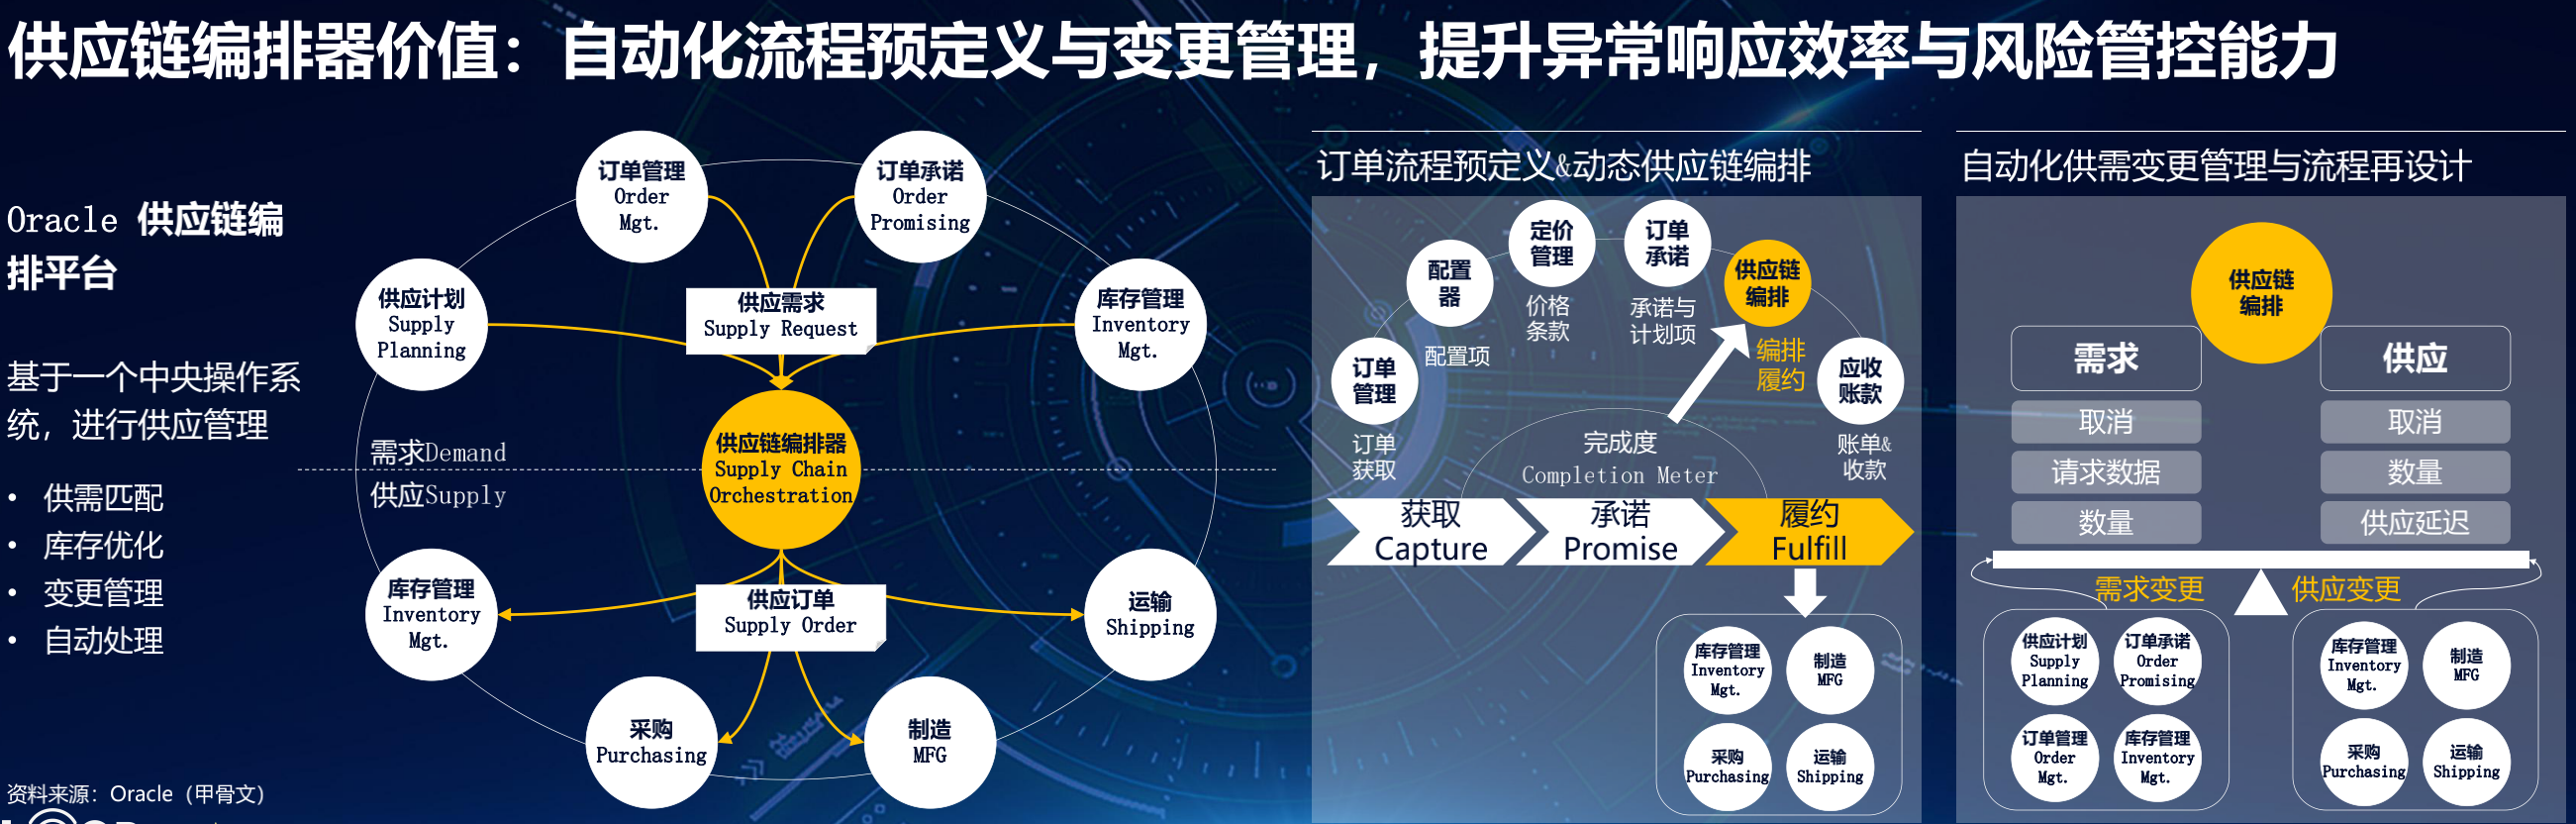 供应链编排器价值：自动化流程预定义与变更管理，提升异常响应效率与风险管控能力
Oracle 供应链编
排平台
基于一个中央操作系
统，进行供应管理
• 供需匹配
• 库存优化
• 变更管理
• 自动处理
资料来源：Oracle（甲骨文）
订单管理
Order
Mgt.
订单承诺
Order
Promising
供应计划
Supply
Planning
供应需求
Supply Request
库存管理
Inventory
Mgt.
需求Demand
供应Supply
供应链编排器
Supply Chain
Orchestration
库存管理
Inventory
Mgt.
供应订单
Supply Order
运输
Shipping
采购
Purchasing
制造
MFG
订单流程预定义&动态供应链编排
订单
管理
订单
获取
配置
器
配置项
定价
管理
价格
条款
订单
承诺
承诺与
计划项
供应链
编排
编排
履约
应收
账款
账单&
收款
完成度
Completion Meter
获取
Capture
承诺
Promise
履约
Fulfill
库存管理
Inventory
Mgt.
制造
MFG
采购
Purchasing
运输
Shipping
自动化供需变更管理与流程再设计
供应链
编排
需求
取消
请求数据
数量
供应
取消
数量
供应延迟
需求变更
供应变更
供应计划
Supply
Planning
订单承诺
Order
Promising
订单管理
Order
Mgt.
库存管理
Inventory
Mgt.
库存管理
Inventory
Mgt.
制造
MFG
采购
Purchasing
运输
Shipping